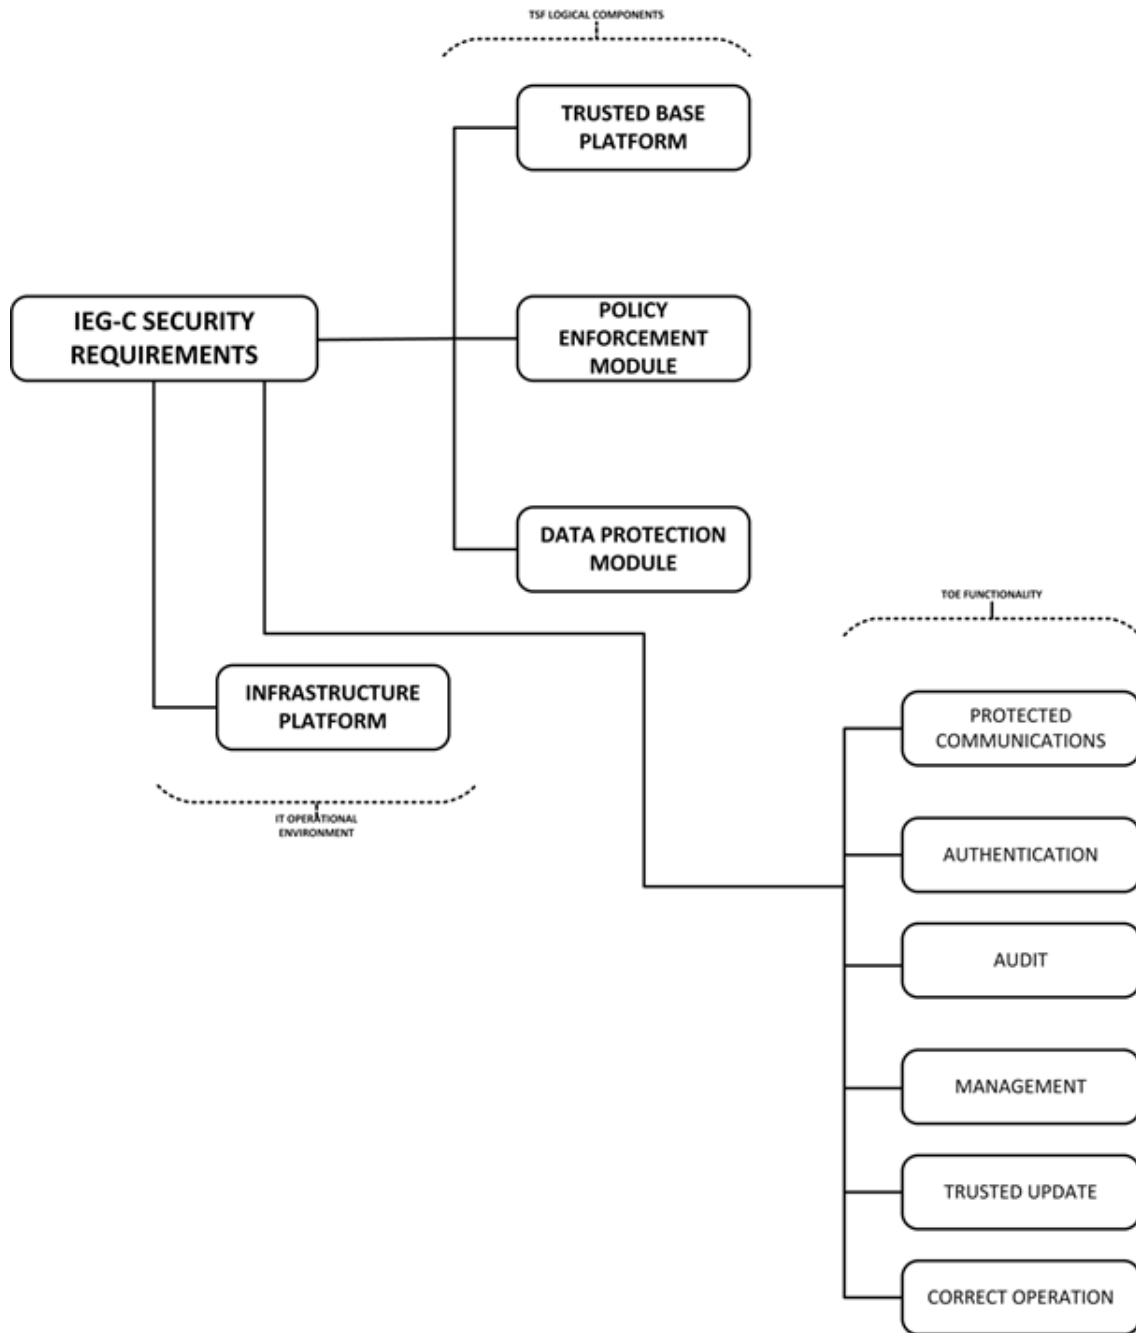 TSF LOGICAL COMPONENTS
TRUSTED BASE
PLATFORM
IEG-C SECURITY
REQUIREMENTS
POLICY
ENFORCEMENT
MODULE
DATA PROTECTION
MODULE
INFRASTRUCTURE
PLATFORM
IT OPERATIONAL
ENVIRONMENT
TOE FUNCTIONALITY
PROTECTED
COMMUNICATIONS
AUTHENTICATION
AUDIT
MANAGEMENT
TRUSTED UPDATE
CORRECT OPERATION